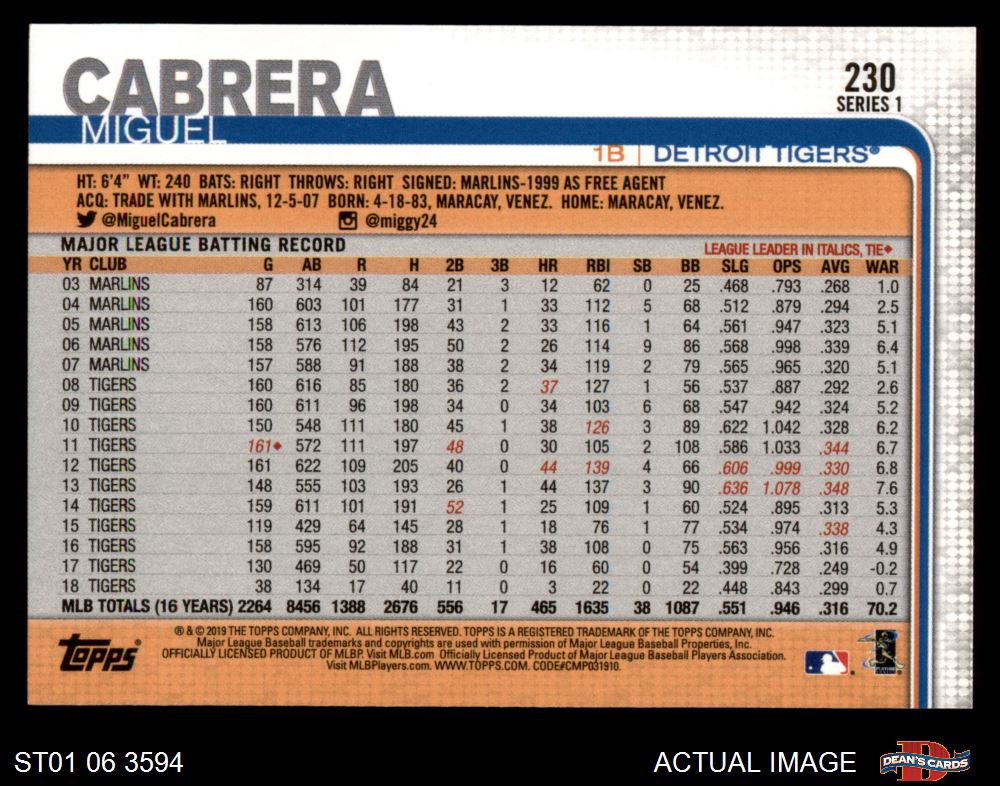 CABRERA
MIGUEL
230
SERIES 1
1B | DETROIT TIGERS®
HT: 6'4" WT: 240 BATS: RIGHT THROWS: RIGHT SIGNED: MARLINS-1999 AS FREE AGENT
ACQ: TRADE WITH MARLINS, 12-5-07 BORN: 4-18-83, MARACAY, VENEZ. HOME: MARACAY, VENEZ.
@MiguelCabrera @miggy24
MAJOR LEAGUE BATTING RECORD LEAGUE LEADER IN ITALICS, TIE◆
YR CLUB G AB R H 2B 3B HR RBI SB BB SLG OPS AVG WAR
03 MARLINS 87 314 39 84 21 3 12 62 0 25 .468 .793 .268 1.0
04 MARLINS 160 603 101 177 31 1 33 112 5 68 .512 .879 .294 2.5
05 MARLINS 158 613 106 198 43 2 33 116 1 64 .561 .947 .323 5.1
06 MARLINS 158 576 112 195 50 2 26 114 9 86 .568 .998 .339 6.4
07 MARLINS 157 588 91 188 38 2 34 119 2 79 .565 .965 .320 5.1
08 TIGERS 160 616 85 180 36 2 37 127 1 56 .537 .887 .292 2.6
09 TIGERS 160 611 96 198 34 0 34 103 6 68 .547 .942 .324 5.2
10 TIGERS 150 548 111 180 45 1 38 126 3 89 .622 1.042 .328 6.2
11 TIGERS 161◆ 572 111 197 48 0 30 105 2 108 .586 1.033 .344 6.7
12 TIGERS 161 622 109 205 40 0 44 139 4 66 .606 .999 .330 6.8
13 TIGERS 148 555 103 193 26 1 44 137 3 90 .636 1.078 .348 7.6
14 TIGERS 159 611 101 191 52 1 25 109 1 60 .524 .895 .313 5.3
15 TIGERS 119 429 64 145 28 1 18 76 1 77 .534 .974 .338 4.3
16 TIGERS 158 595 92 188 31 1 38 108 0 75 .563 .956 .316 4.9
17 TIGERS 130 469 50 117 22 0 16 60 0 54 .399 .728 .249 -0.2
18 TIGERS 38 134 17 40 11 0 3 22 0 22 .448 .843 .299 0.7
MLB TOTALS (16 YEARS) 2264 8456 1388 2676 556 17 465 1635 38 1087 .551 .946 .316 70.2
Topps®
® & © 2019 THE TOPPS COMPANY, INC. ALL RIGHTS RESERVED. TOPPS IS A REGISTERED TRADEMARK OF THE TOPPS COMPANY, INC.
Major League Baseball trademarks and copyrights are used with permission of Major League Baseball Properties, Inc.
OFFICIALLY LICENSED PRODUCT OF MLBP. Visit MLB.com Officially Licensed Product of Major League Baseball Players Association.
Visit MLBPlayers.com. WWW.TOPPS.COM. CODE#CMP031910.
ST01 06 3594
ACTUAL IMAGE
DEAN'S CARDS